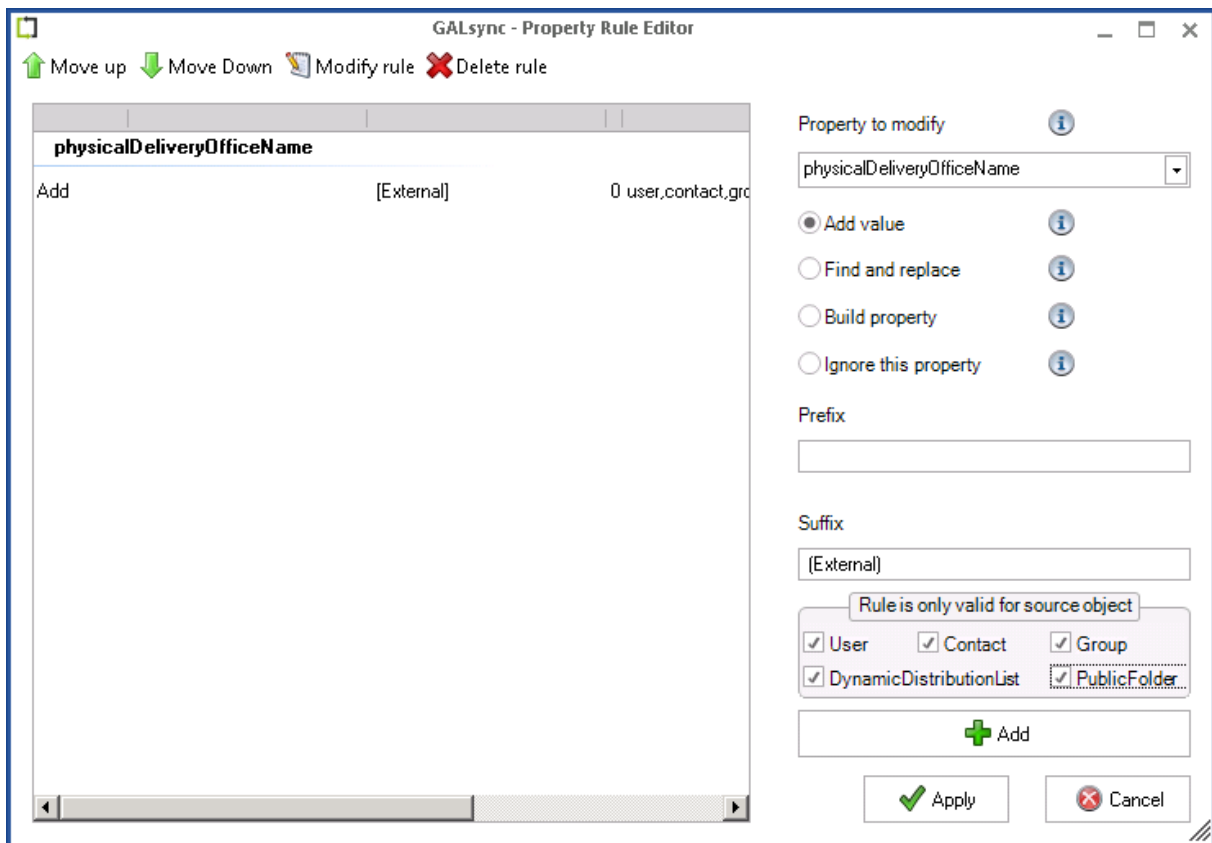 GALsync - Property Rule Editor
Move up Move Down Modify rule Delete rule
physicalDeliveryOfficeName
Add (External) 0 user,contact,gro
Property to modify
physicalDeliveryOfficeName
Add value
Find and replace
Build property
Ignore this property
Prefix
Suffix
(External)
Rule is only valid for source object
User Contact Group
DynamicDistributionList PublicFolder
Add
Apply Cancel